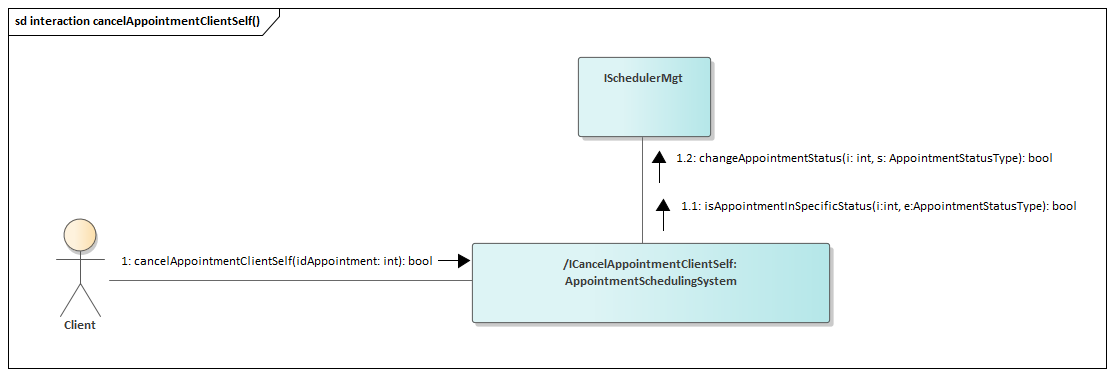 sd interaction cancelAppointmentClientSelf()
ISchedulerMgt
1.2: changeAppointmentStatus(i: int, s: AppointmentStatusType): bool
1.1: isAppointmentInSpecificStatus(i:int, e:AppointmentStatusType): bool
1: cancelAppointmentClientSelf(idAppointment: int): bool
/ICancelAppointmentClientSelf:
AppointmentSchedulingSystem
Client